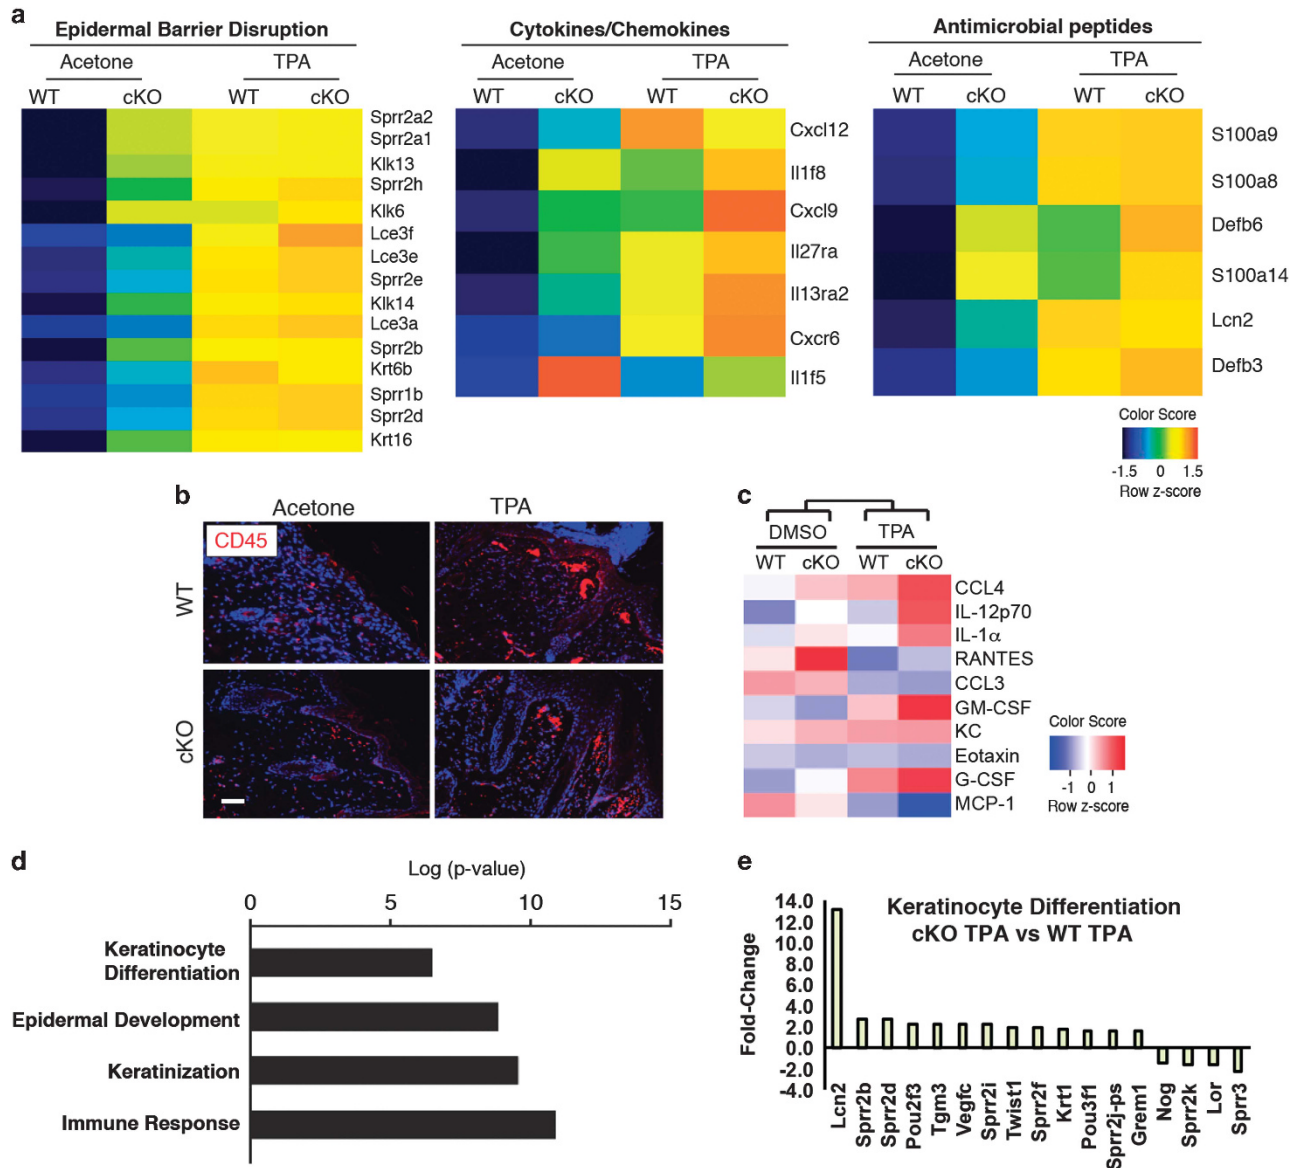 a
Epidermal Barrier Disruption
Acetone TPA
WT cKO WT cKO
Sprr2a2
Sprr2a1
Klk13
Sprr2h
Klk6
Lce3f
Lce3e
Sprr2e
Klk14
Lce3a
Sprr2b
Krt6b
Sprr1b
Sprr2d
Krt16
Cytokines/Chemokines
Acetone TPA
WT cKO WT cKO
Cxcl12
Il1f8
Cxcl9
Il27ra
Il13ra2
Cxcr6
Il1f5
Antimicrobial peptides
Acetone TPA
WT cKO WT cKO
S100a9
S100a8
Defb6
S100a14
Lcn2
Defb3
Color Score
-1.5 0 1.5
Row z-score
b
Acetone TPA
CD45
WT
cKO
c
DMSO TPA
WT cKO WT cKO
CCL4
IL-12p70
IL-1α
RANTES
CCL3
GM-CSF
KC
Eotaxin
G-CSF
MCP-1
Color Score
-1 0 1
Row z-score
d
Log (p-value)
0 5 10 15
Keratinocyte
Differentiation
Epidermal Development
Keratinization
Immune Response
e
Keratinocyte Differentiation
cKO TPA vs WT TPA
Fold-Change
14.0
12.0
10.0
8.0
6.0
4.0
2.0
0.0
-2.0
-4.0
Lcn2
Sprr2b
Sprr2d
Pou2f3
Tgm3
Vegfc
Sprr2i
Twist1
Sprr2f
Krt1
Pou3f1
Sprr2j-ps
Grem1
Nog
Sprr2k
Lor
Sprr3